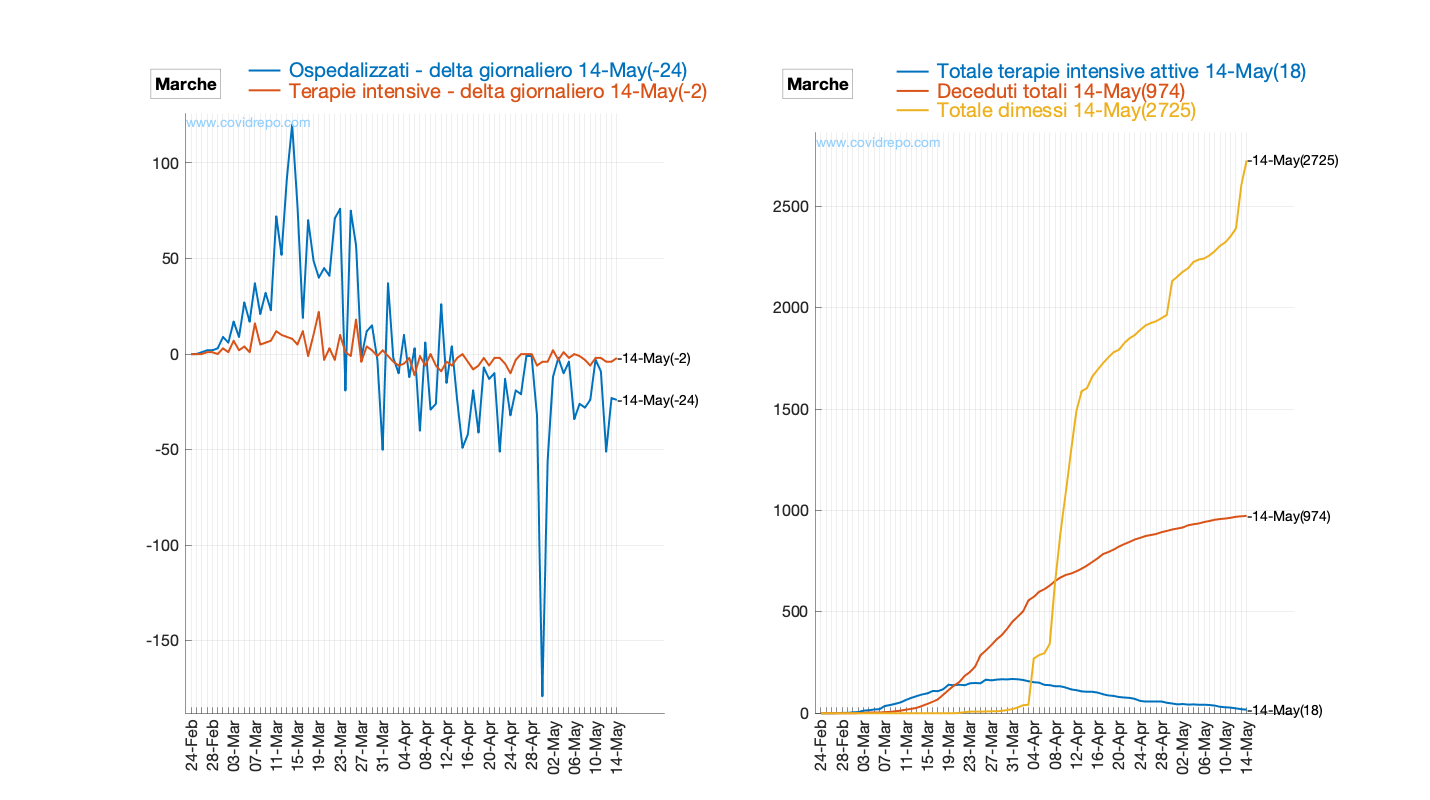 Marche
Ospedalizzati - delta giornaliero 14-May(-24)
Terapie intensive - delta giornaliero 14-May(-2)
www.covidrepo.com
100
50
0
-50
-100
-150
-14-May(-2)
-14-May(-24)
24-Feb
28-Feb
03-Mar
07-Mar
11-Mar
15-Mar
19-Mar
23-Mar
27-Mar
31-Mar
04-Apr
08-Apr
12-Apr
16-Apr
20-Apr
24-Apr
28-Apr
02-May
06-May
10-May
14-May
Marche
Totale terapie intensive attive 14-May(18)
Deceduti totali 14-May(974)
Totale dimessi 14-May(2725)
www.covidrepo.com
2500
2000
1500
1000
500
0
-14-May(2725)
-14-May(974)
-14-May(18)
24-Feb
28-Feb
03-Mar
07-Mar
11-Mar
15-Mar
19-Mar
23-Mar
27-Mar
31-Mar
04-Apr
08-Apr
12-Apr
16-Apr
20-Apr
24-Apr
28-Apr
02-May
06-May
10-May
14-May